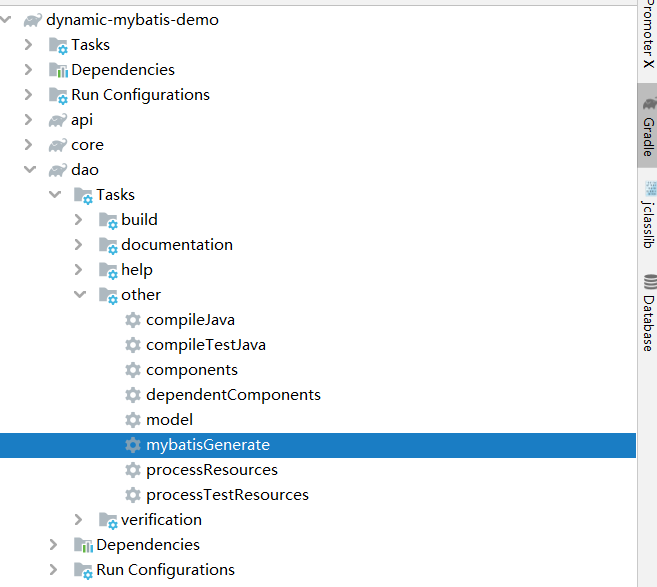 dynamic-mybatis-demo
Tasks
Dependencies
Run Configurations
api
core
dao
Tasks
build
documentation
help
other
compileJava
compileTestJava
components
dependentComponents
model
mybatisGenerate
processResources
processTestResources
verification
Dependencies
Run Configurations
Promoter X
Gradle
jclasslib
Database